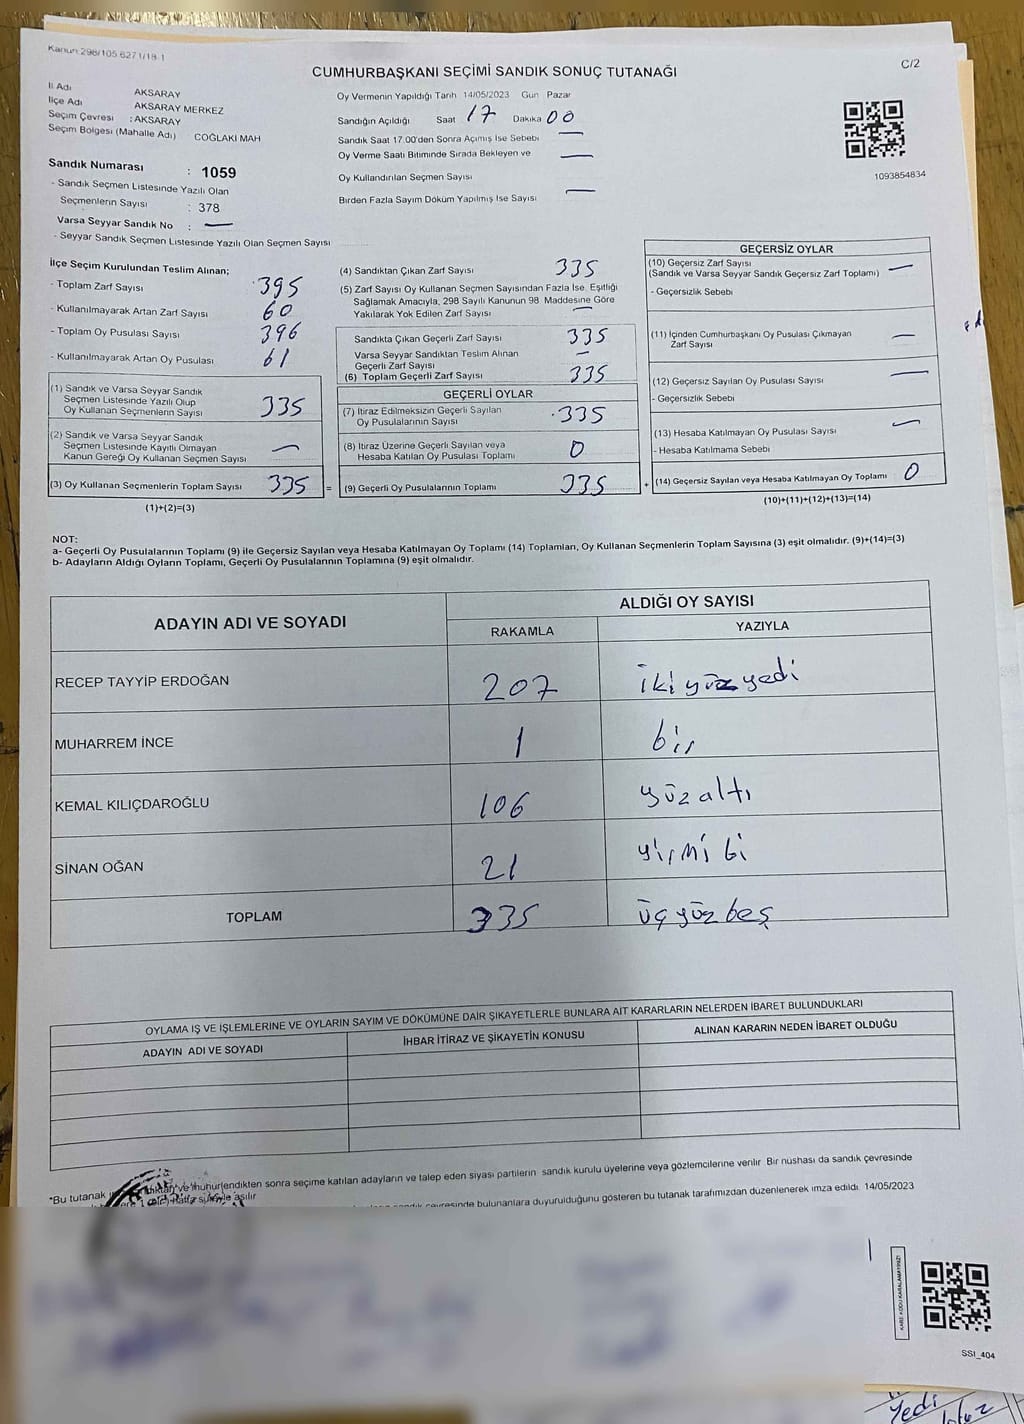 Kanun:298/105 6271/18-1
CUMHURBAŞKANI SEÇİMİ SANDIK SONUÇ TUTANAĞI
C/2
İl Adı AKSARAY
İlçe Adı AKSARAY MERKEZ
Seçim Çevresi : AKSARAY
Seçim Bölgesi (Mahalle Adı) COĞLAKİ MAH
Sandık Numarası : 1059
- Sandık Seçmen Listesinde Yazılı Olan
Seçmenlerin Sayısı : 378
Varsa Seyyar Sandık No : —
- Seyyar Sandık Seçmen Listesinde Yazılı Olan Seçmen Sayısı
Oy Vermenin Yapıldığı Tarih 14/05/2023 Gün Pazar
Sandığın Açıldığı Saat 17 Dakika 00
Sandık Saat 17.00'den Sonra Açımış İse Sebebi —
Oy Verme Saati Bitiminde Sırada Bekleyen ve —
Oy Kullandırılan Seçmen Sayısı
Birden Fazla Sayım Döküm Yapılmış İse Sayısı —
1093854834
İlçe Seçim Kurulundan Teslim Alınan;
- Toplam Zarf Sayısı 395
- Kullanılmayarak Artan Zarf Sayısı 60
- Toplam Oy Pusulası Sayısı 396
- Kullanılmayarak Artan Oy Pusulası 61
(1) Sandık ve Varsa Seyyar Sandık
Seçmen Listesinde Yazılı Olup
Oy Kullanan Seçmenlerin Sayısı 335
(2) Sandık ve Varsa Seyyar Sandık
Seçmen Listesinde Kayıtlı Olmayan
Kanun Gereği Oy Kullanan Seçmen Sayısı —
(3) Oy Kullanan Seçmenlerin Toplam Sayısı 335 =
(1)+(2)=(3)
(4) Sandıktan Çıkan Zarf Sayısı 335
(5) Zarf Sayısı Oy Kullanan Seçmen Sayısından Fazla İse, Eşitliği
Sağlamak Amacıyla, 298 Sayılı Kanunun 98. Maddesine Göre
Yakılarak Yok Edilen Zarf Sayısı —
Sandıkta Çıkan Geçerli Zarf Sayısı 335
Varsa Seyyar Sandıktan Teslim Alınan
Geçerli Zarf Sayısı —
(6) Toplam Geçerli Zarf Sayısı 335
GEÇERLİ OYLAR
(7) İtiraz Edilmeksizin Geçerli Sayılan
Oy Pusulalarının Sayısı 335
(8) İtiraz Üzerine Geçerli Sayılan veya
Hesaba Katılan Oy Pusulası Toplamı 0
(9) Geçerli Oy Pusulalarının Toplamı 335 +
GEÇERSİZ OYLAR
(10) Geçersiz Zarf Sayısı —
(Sandık ve Varsa Seyyar Sandık Geçersiz Zarf Toplamı)
- Geçersizlik Sebebi
(11) İçinden Cumhurbaşkanı Oy Pusulası Çıkmayan —
Zarf Sayısı
(12) Geçersiz Sayılan Oy Pusulası Sayısı —
- Geçersizlik Sebebi
(13) Hesaba Katılmayan Oy Pusulası Sayısı —
- Hesaba Katılmama Sebebi
(14) Geçersiz Sayılan veya Hesaba Katılmayan Oy Toplamı 0
(10)+(11)+(12)+(13)=(14)
NOT:
a- Geçerli Oy Pusulalarının Toplamı (9) ile Geçersiz Sayılan veya Hesaba Katılmayan Oy Toplamı (14) Toplamları, Oy Kullanan Seçmenlerin Toplam Sayısına (3) eşit olmalıdır. (9)+(14)=(3)
b- Adayların Aldığı Oyların Toplamı, Geçerli Oy Pusulalarının Toplamına (9) eşit olmalıdır.
ADAYIN ADI VE SOYADI
ALDIĞI OY SAYISI
RAKAMLA YAZIYLA
RECEP TAYYİP ERDOĞAN 207 iki yüz yedi
MUHARREM İNCE 1 bir
KEMAL KILIÇDAROĞLU 106 yüz altı
SİNAN OĞAN 21 yirmi bi
TOPLAM 335 üç yüz beş
OYLAMA İŞ VE İŞLEMLERİNE VE OYLARIN SAYIM VE DÖKÜMÜNE DAİR ŞİKAYETLERLE BUNLARA AİT KARARLARIN NELERDEN İBARET BULUNDUKLARI
ADAYIN ADI VE SOYADI İHBAR İTİRAZ VE ŞİKAYETİN KONUSU ALINAN KARARIN NEDEN İBARET OLDUĞU
*Bu tutanak ve mühürlendikten sonra seçime katılan adayların ve talep eden siyasi partilerin sandık kurulu üyelerine veya gözlemcilerine verilir Bir nüshası da sandık çevresinde
hafta süreyle asılır
sandık çevresinde bulunanlara duyurulduğunu gösteren bu tutanak tarafımızdan düzenlenerek imza edildi. 14/05/2023
KARE KODU KARALAMAYINIZ!
SSI_404
Yedi